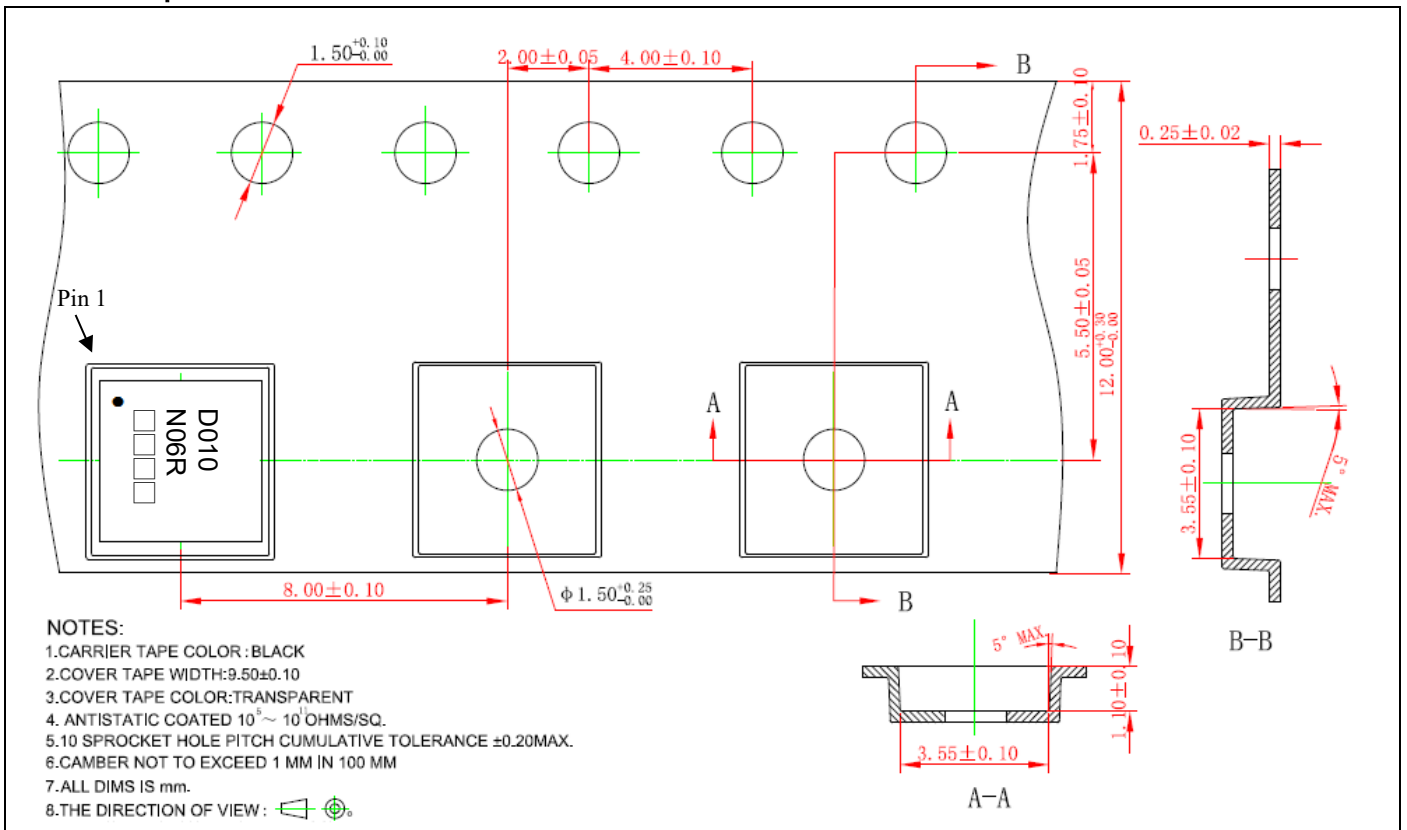 1.50+0.10-0.00
2.00±0.05
4.00±0.10
B
1.75±0.10
0.25±0.02
Pin 1
5.50±0.05
12.00+0.30-0.00
D010
N06R
□□□□
A
A
3.55±0.10
5° MAX.
8.00±0.10
φ1.50+0.25-0.00
B
B-B
5° MAX.
1.10±0.10
3.55±0.10
A-A
NOTES:
1.CARRIER TAPE COLOR : BLACK
2.COVER TAPE WIDTH:9.50±0.10
3.COVER TAPE COLOR:TRANSPARENT
4. ANTISTATIC COATED 10⁵~ 10¹¹OHMS/SQ.
5.10 SPROCKET HOLE PITCH CUMULATIVE TOLERANCE ±0.20MAX.
6.CAMBER NOT TO EXCEED 1 MM IN 100 MM
7.ALL DIMS IS mm.
8.THE DIRECTION OF VIEW :